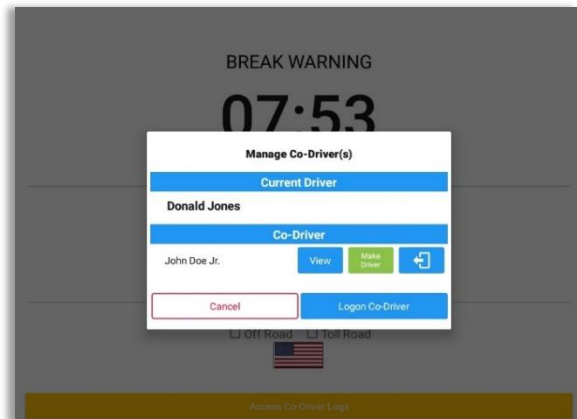 BREAK WARNING
07:53
Manage Co-Driver(s)
Current Driver
Donald Jones
Co-Driver
John Doe Jr.
View
Make
Driver
Cancel
Logon Co-Driver
Off Road
Toll Road
Access Co-Driver Logs